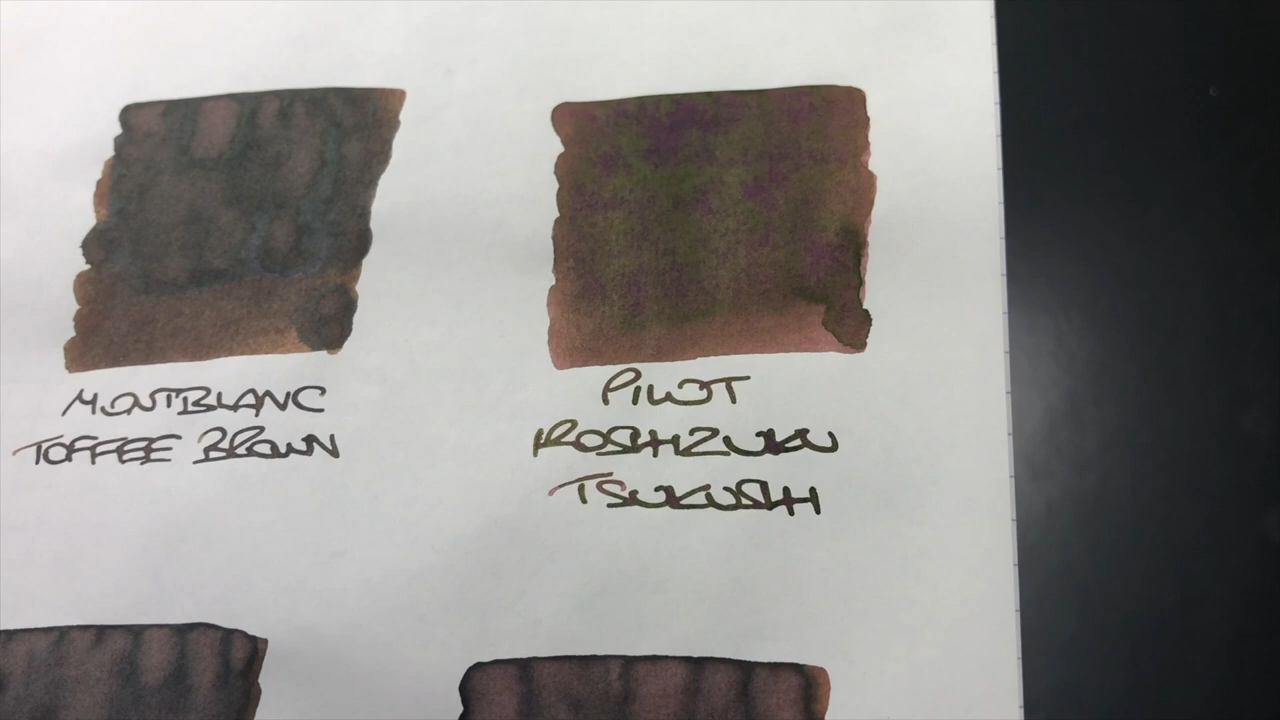 MONTBLANC
TOFFEE BROWN
PILOT
IROSHIZUKU
TSUKUSHI